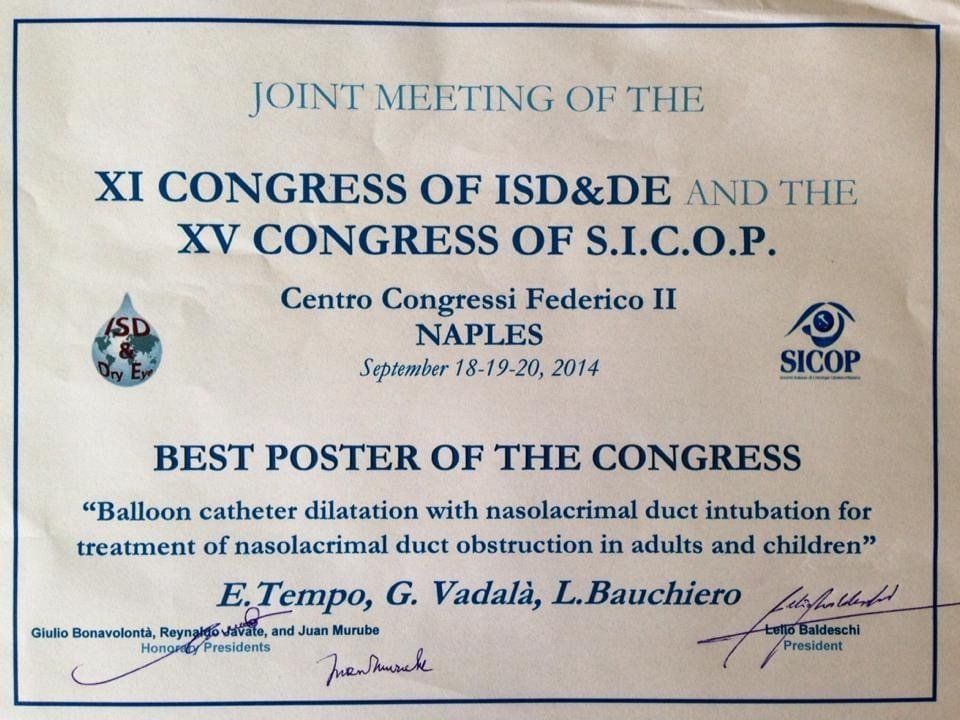 JOINT MEETING OF THE
XI CONGRESS OF ISD&DE AND THE
XV CONGRESS OF S.I.C.O.P.
Centro Congressi Federico II
NAPLES
September 18-19-20, 2014
ISD
&
Dry Eye
SICOP
BEST POSTER OF THE CONGRESS
“Balloon catheter dilatation with nasolacrimal duct intubation for
treatment of nasolacrimal duct obstruction in adults and children”
E.Tempo, G. Vadalà, L.Bauchiero
Giulio Bonavolontà, Reynaldo Javate, and Juan Murube
Honorary Presidents
Juan Murube
Lelio Baldeschi
President